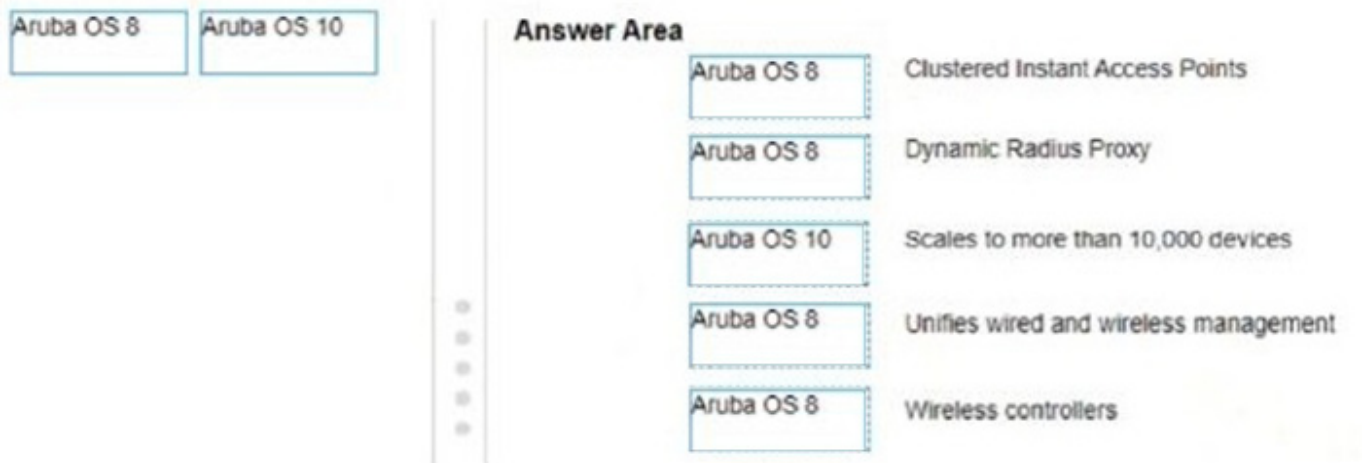 Aruba OS 8
Aruba OS 10
Answer Area
Aruba OS 8
Clustered Instant Access Points
Aruba OS 8
Dynamic Radius Proxy
Aruba OS 10
Scales to more than 10,000 devices
Aruba OS 8
Unifies wired and wireless management
Aruba OS 8
Wireless controllers